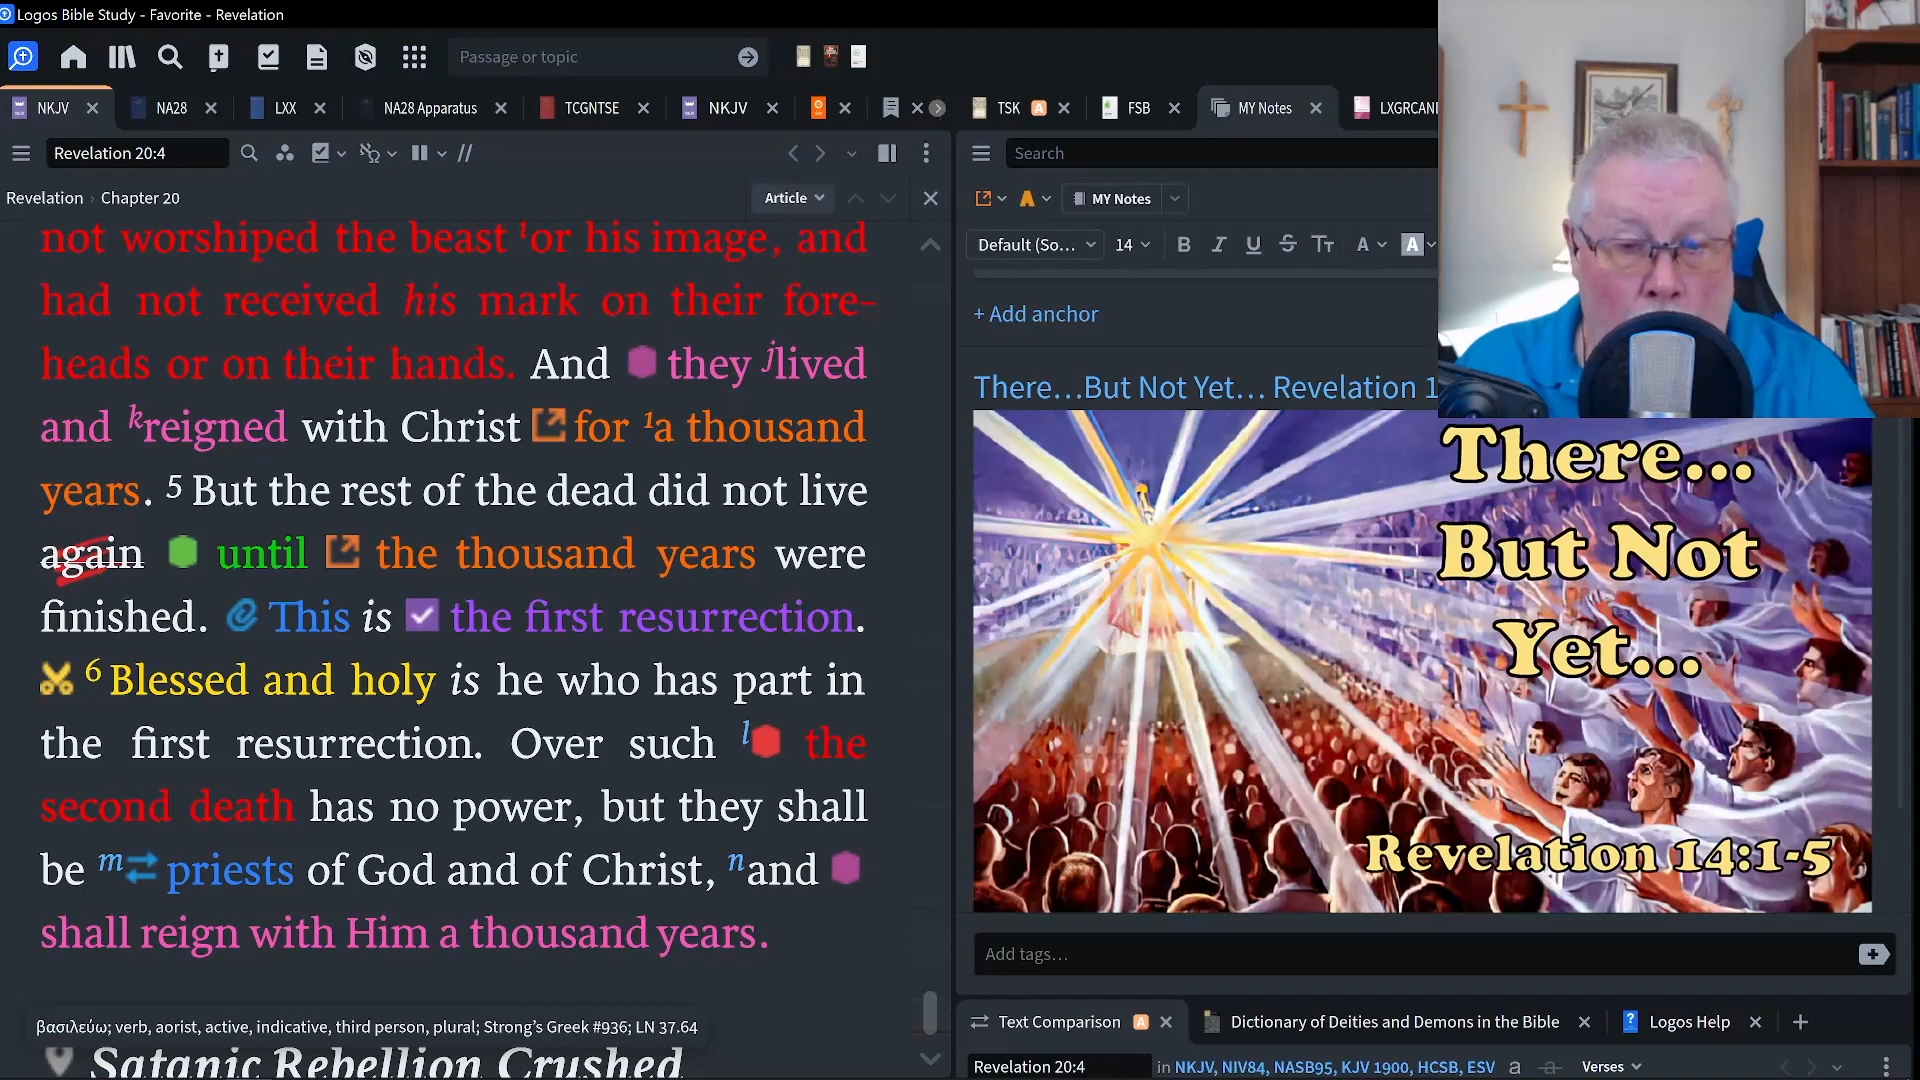 Logos Bible Study - Favorite - Revelation
Passage or topic
NKJV
NA28
LXX
NA28 Apparatus
TCGNTSE
NKJV
TSK A
FSB
MY Notes
LXGRCANI
Revelation 20:4
Search
Revelation › Chapter 20
Article
MY Notes
Default (So... 14 B I U S Tт A A
not worshiped the beast ¹or his image, and
had not received his mark on their fore-
heads or on their hands. And they ʲlived
and ᵏreigned with Christ for ¹a thousand
years. 5 But the rest of the dead did not live
again until the thousand years were
finished. This is the first resurrection.
6 Blessed and holy is he who has part in
the first resurrection. Over such ˡ the
second death has no power, but they shall
be ᵐ priests of God and of Christ, ⁿand
shall reign with Him a thousand years.
βασιλεύω; verb, aorist, active, indicative, third person, plural; Strong's Greek #936; LN 37.64
Satanic Rebellion Crushed
+ Add anchor
There…But Not Yet… Revelation 1
There...
But Not
Yet...
Revelation 14:1-5
Add tags…
Text Comparison A
Dictionary of Deities and Demons in the Bible
Logos Help
Revelation 20:4 in NKJV, NIV84, NASB95, KJV 1900, HCSB, ESV a a Verses